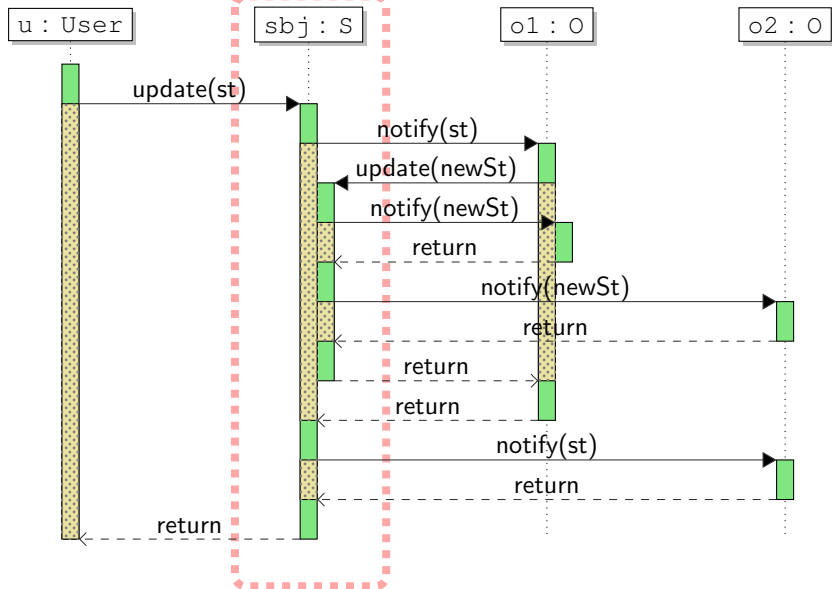 u : User
sbj : S
o1 : O
o2 : O
update(st)
notify(st)
update(newSt)
notify(newSt)
return
notify(newSt)
return
return
return
notify(st)
return
return